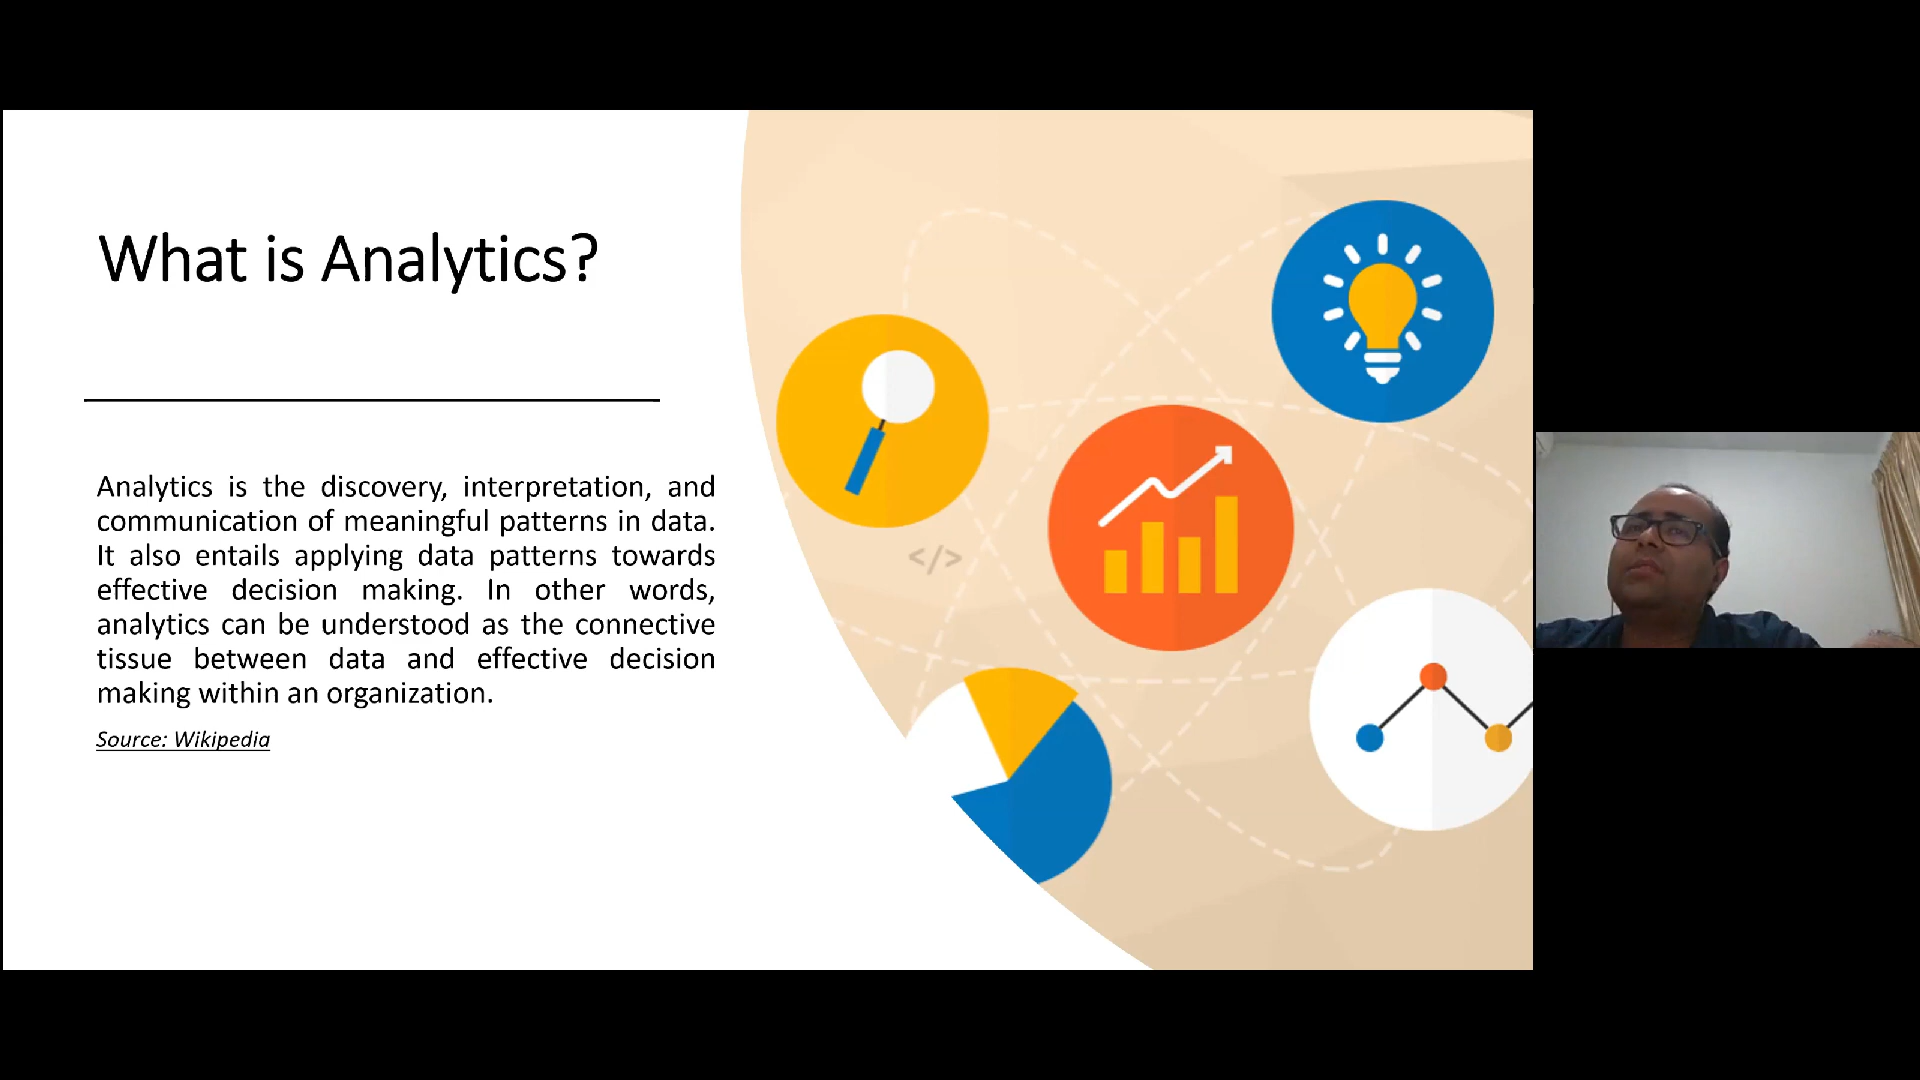 What is Analytics?
Analytics is the discovery, interpretation, and
communication of meaningful patterns in data.
It also entails applying data patterns towards
effective decision making. In other words,
analytics can be understood as the connective
tissue between data and effective decision
making within an organization.
Source: Wikipedia
</>